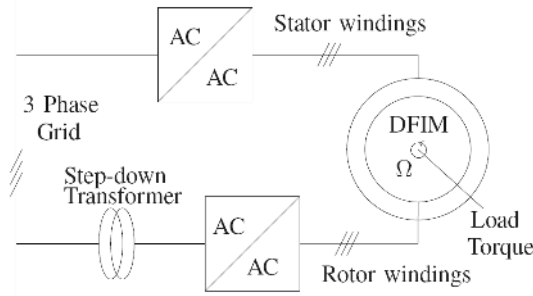 Stator windings
AC
AC
3 Phase
Grid
DFIM
Ω
Step-down
Transformer
AC
AC
Load
Torque
Rotor windings